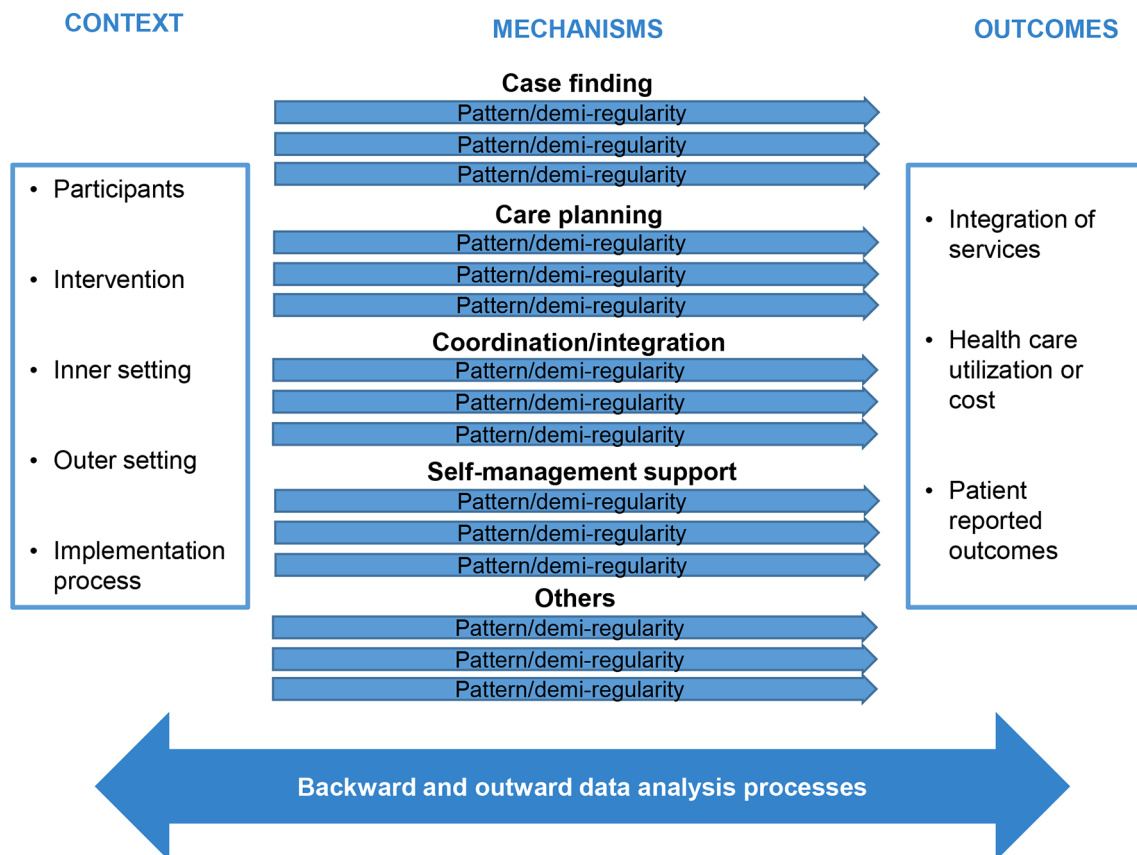 CONTEXT
MECHANISMS
OUTCOMES
Case finding
Pattern/demi-regularity
Pattern/demi-regularity
Pattern/demi-regularity
Care planning
Pattern/demi-regularity
Pattern/demi-regularity
Pattern/demi-regularity
Coordination/integration
Pattern/demi-regularity
Pattern/demi-regularity
Pattern/demi-regularity
Self-management support
Pattern/demi-regularity
Pattern/demi-regularity
Pattern/demi-regularity
Others
Pattern/demi-regularity
Pattern/demi-regularity
Pattern/demi-regularity
• Participants
• Intervention
• Inner setting
• Outer setting
• Implementation
process
• Integration of
services
• Health care
utilization or
cost
• Patient
reported
outcomes
Backward and outward data analysis processes